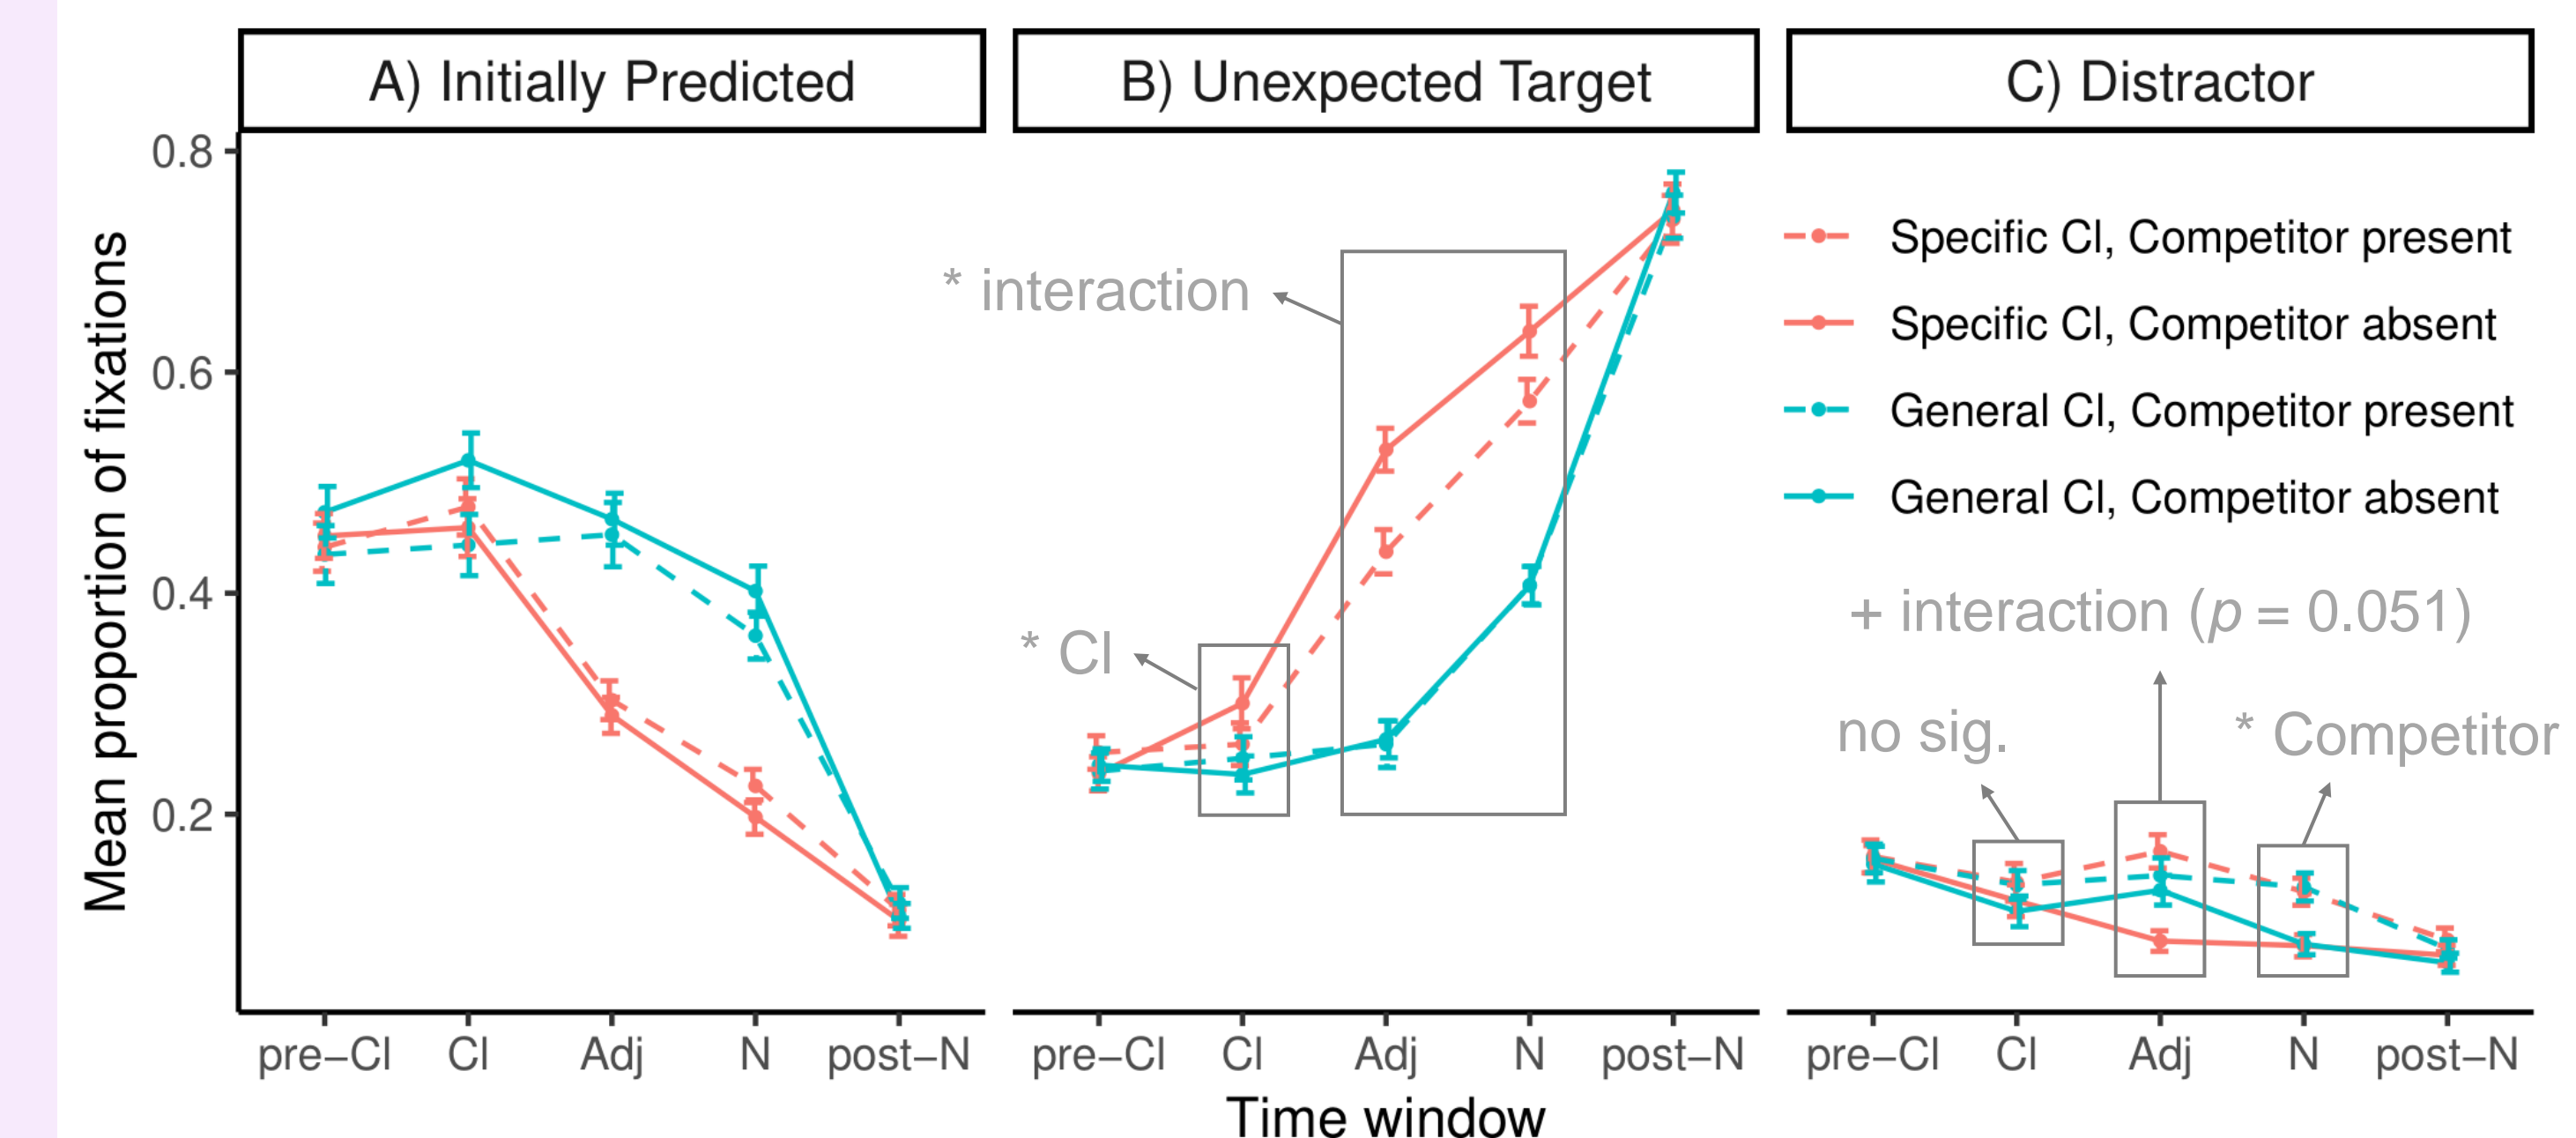 A) Initially Predicted
B) Unexpected Target
C) Distractor
Mean proportion of fixations
0.8
0.6
0.4
0.2
* interaction
* Cl
Specific Cl, Competitor present
Specific Cl, Competitor absent
General Cl, Competitor present
General Cl, Competitor absent
+ interaction (p = 0.051)
no sig.
* Competitor
pre–Cl Cl Adj N post–N
pre–Cl Cl Adj N post–N
pre–Cl Cl Adj N post–N
Time window